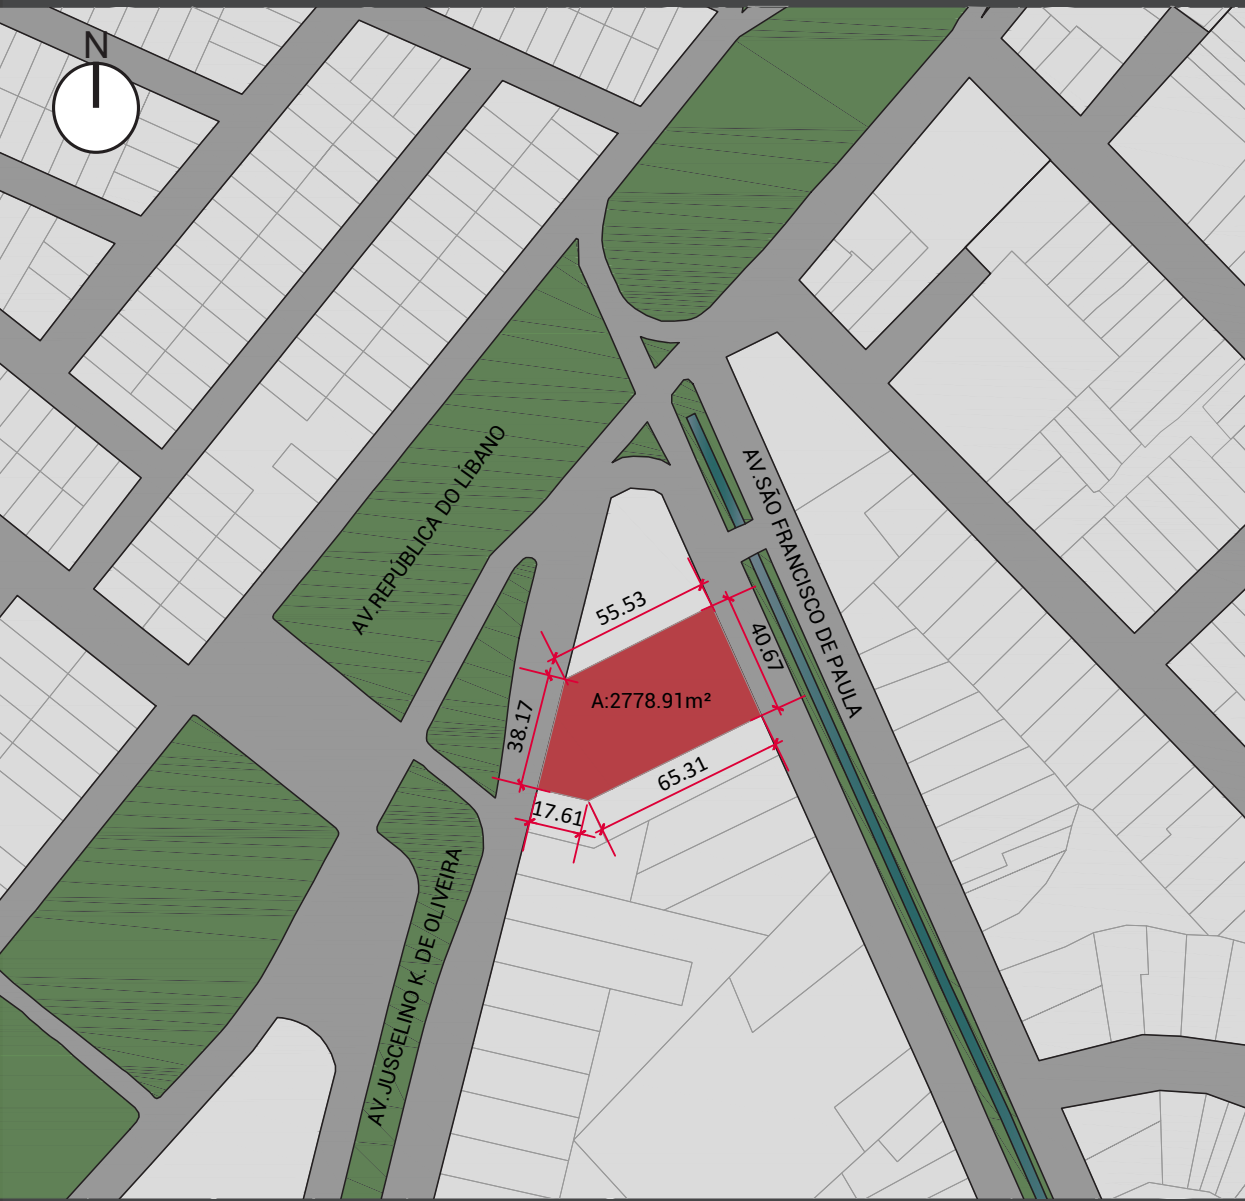 N
AV.REPÚBLICA DO LÍBANO
AV.SÃO FRANCISCO DE PAULA
55.53
40.67
A:2778.91m²
38.17
65.31
17.61
AV.JUSCELINO K. DE OLIVEIRA